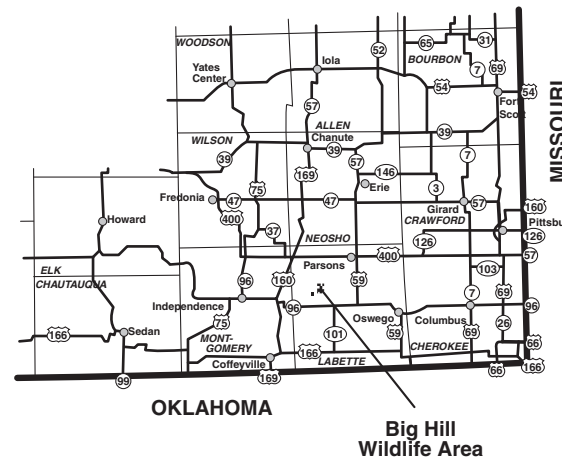 WOODSON
52
65
31
BOURBON
69
Yates
Center
Iola
7
54
54
57
Fort
Scott
MISSOURI
ALLEN
Chanute
WILSON
39
39
39
7
57
146
169
75
Erie
3
Fredonia
47
47
Girard
57
160
400
CRAWFORD
Pittsbu
Howard
37
NEOSHO
126
126
Parsons
400
57
ELK
CHAUTAUQUA
103
96
160
59
69
Independence
7
96
96
Oswego
Columbus
166
Sedan
75
101
59
69
26
66
MONT-
GOMERY
166
CHEROKEE
Coffeyville
LABETTE
99
169
66
166
OKLAHOMA
Big Hill
Wildlife Area